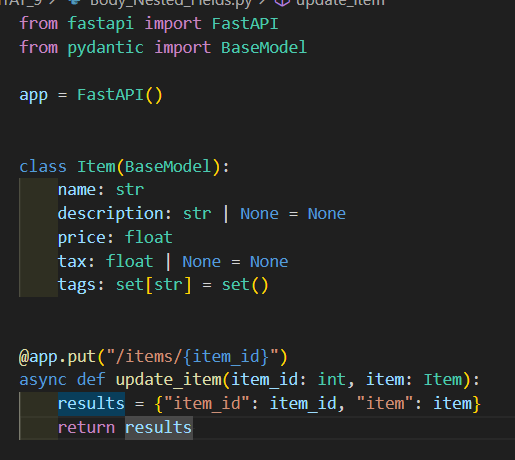 Body_Nested_Fields.py > update_item
from fastapi import FastAPI
from pydantic import BaseModel
app = FastAPI()
class Item(BaseModel):
    name: str
    description: str | None = None
    price: float
    tax: float | None = None
    tags: set[str] = set()
@app.put("/items/{item_id}")
async def update_item(item_id: int, item: Item):
    results = {"item_id": item_id, "item": item}
    return results